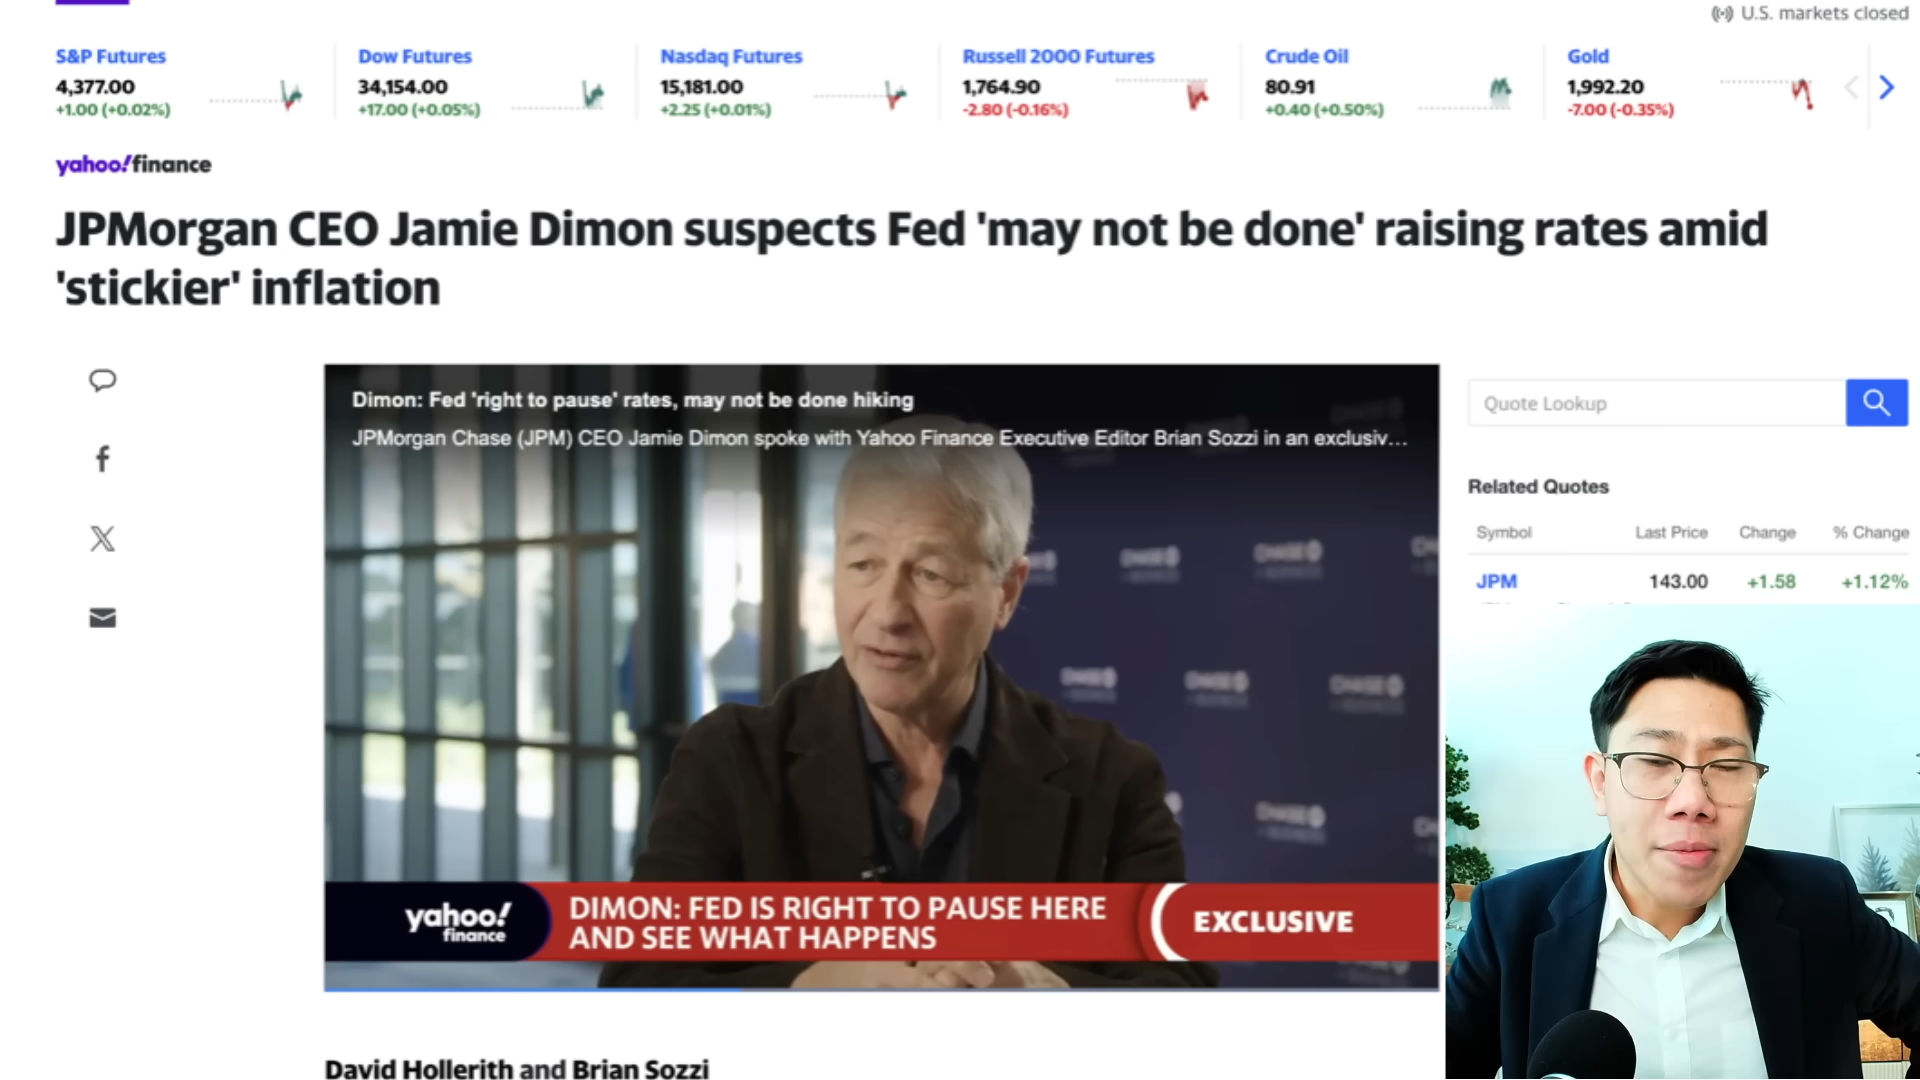 U.S. markets closed
S&P Futures
4,377.00
+1.00 (+0.02%)
Dow Futures
34,154.00
+17.00 (+0.05%)
Nasdaq Futures
15,181.00
+2.25 (+0.01%)
Russell 2000 Futures
1,764.90
-2.80 (-0.16%)
Crude Oil
80.91
+0.40 (+0.50%)
Gold
1,992.20
-7.00 (-0.35%)
yahoo!finance
JPMorgan CEO Jamie Dimon suspects Fed 'may not be done' raising rates amid
'stickier' inflation
Dimon: Fed 'right to pause' rates, may not be done hiking
JPMorgan Chase (JPM) CEO Jamie Dimon spoke with Yahoo Finance Executive Editor Brian Sozzi in an exclusiv...
CHASE
CHASE
CHASE
CHASE
CHASE
CHASE
yahoo!
finance
DIMON: FED IS RIGHT TO PAUSE HERE
AND SEE WHAT HAPPENS
EXCLUSIVE
Quote Lookup
Related Quotes
Symbol Last Price Change % Change
JPM 143.00 +1.58 +1.12%
David Hollerith and Brian Sozzi